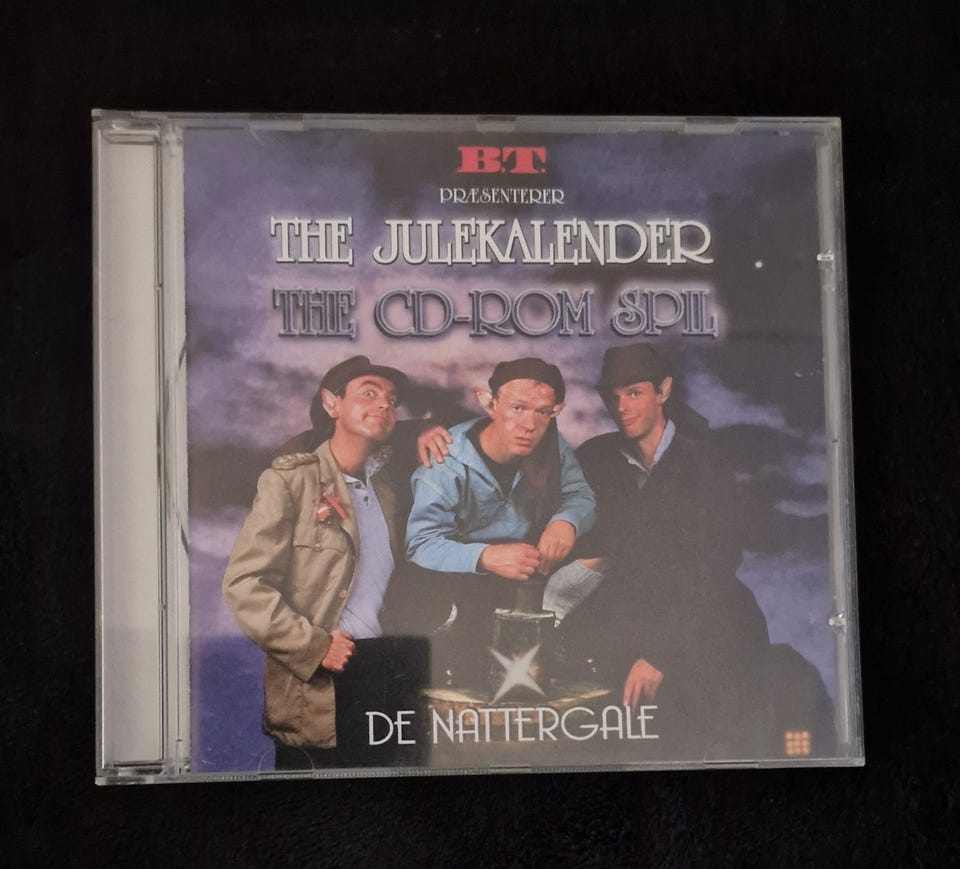 B.T.
PRÆSENTERER
THE JULEKALENDER
THE CD-ROM SPIL
DE NATTERGALE